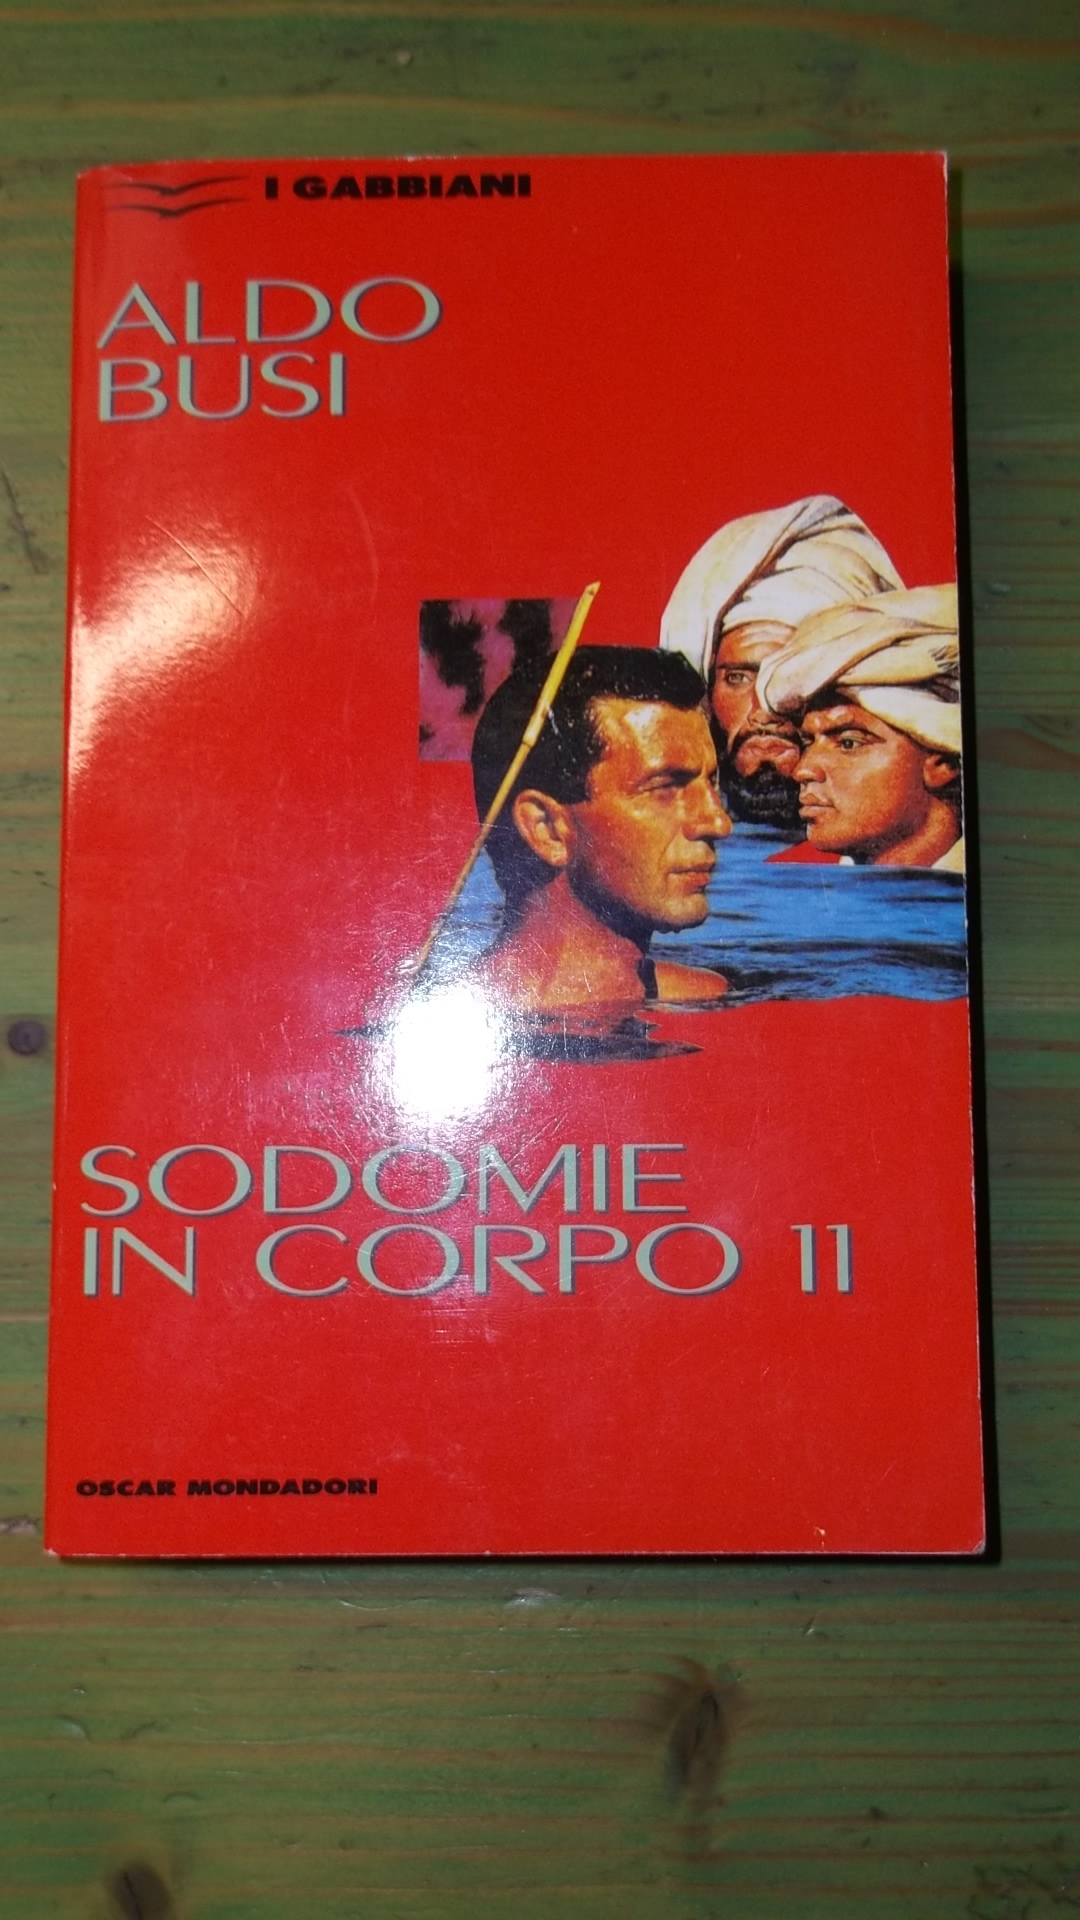 I GABBIANI
ALDO
BUSI
SODOMIE
IN CORPO 11
OSCAR MONDADORI